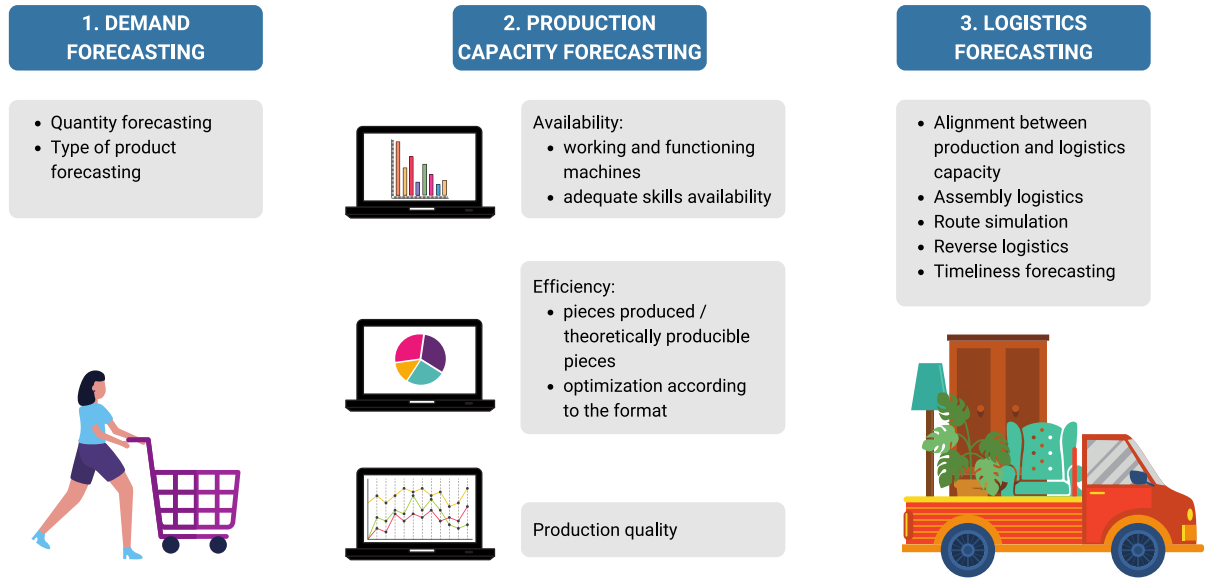 1. DEMAND
FORECASTING
• Quantity forecasting
• Type of product
forecasting
2. PRODUCTION
CAPACITY FORECASTING
Availability:
• working and functioning
machines
• adequate skills availability
Efficiency:
• pieces produced /
theoretically producible
pieces
• optimization according
to the format
Production quality
3. LOGISTICS
FORECASTING
• Alignment between
production and logistics
capacity
• Assembly logistics
• Route simulation
• Reverse logistics
• Timeliness forecasting